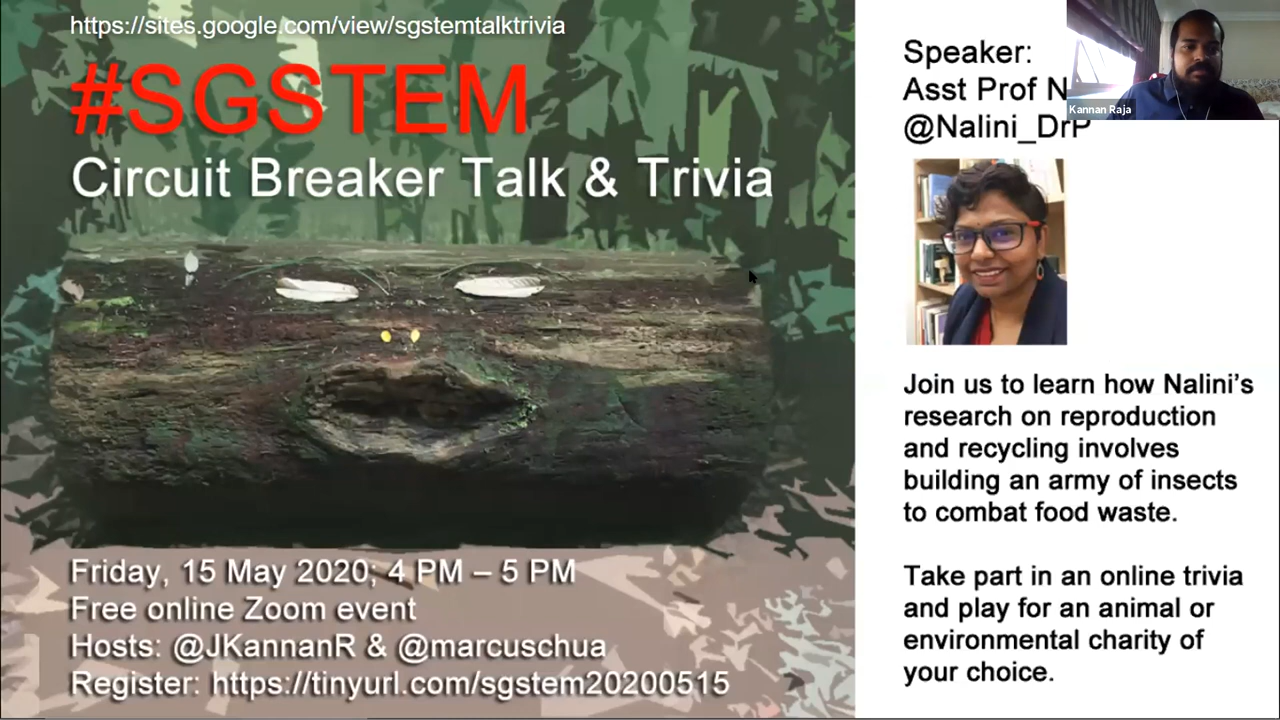 https://sites.google.com/view/sgstemtalktrivia
#SGSTEM
Circuit Breaker Talk & Trivia
Friday, 15 May 2020; 4 PM – 5 PM
Free online Zoom event
Hosts: @JKannanR & @marcuschua
Register: https://tinyurl.com/sgstem20200515
Speaker:
Asst Prof N
@Nalini_DrP
Kannan Raja
Join us to learn how Nalini's
research on reproduction
and recycling involves
building an army of insects
to combat food waste.
Take part in an online trivia
and play for an animal or
environmental charity of
your choice.